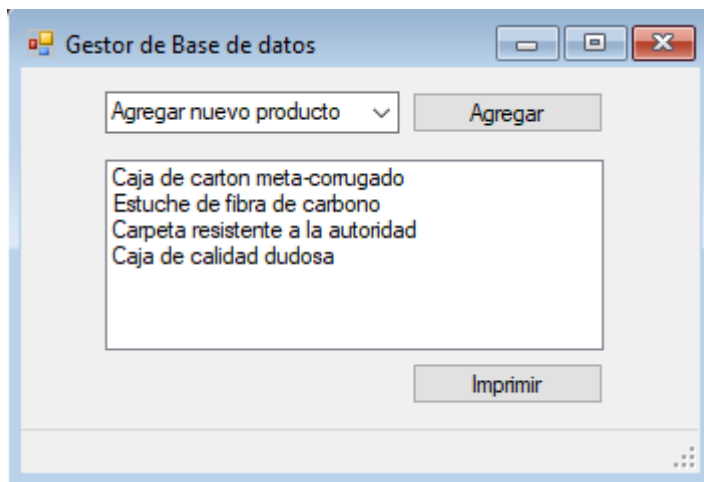 Gestor de Base de datos
Agregar nuevo producto
Agregar
Caja de carton meta-corrugado
Estuche de fibra de carbono
Carpeta resistente a la autoridad
Caja de calidad dudosa
Imprimir